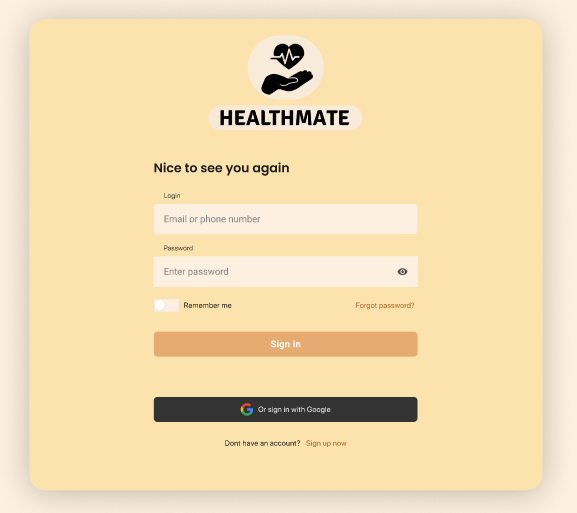 HEALTHMATE
Nice to see you again
Login
Email or phone number
Password
Enter password
Remember me Forgot password?
Sign in
Or sign in with Google
Dont have an account? Sign up now